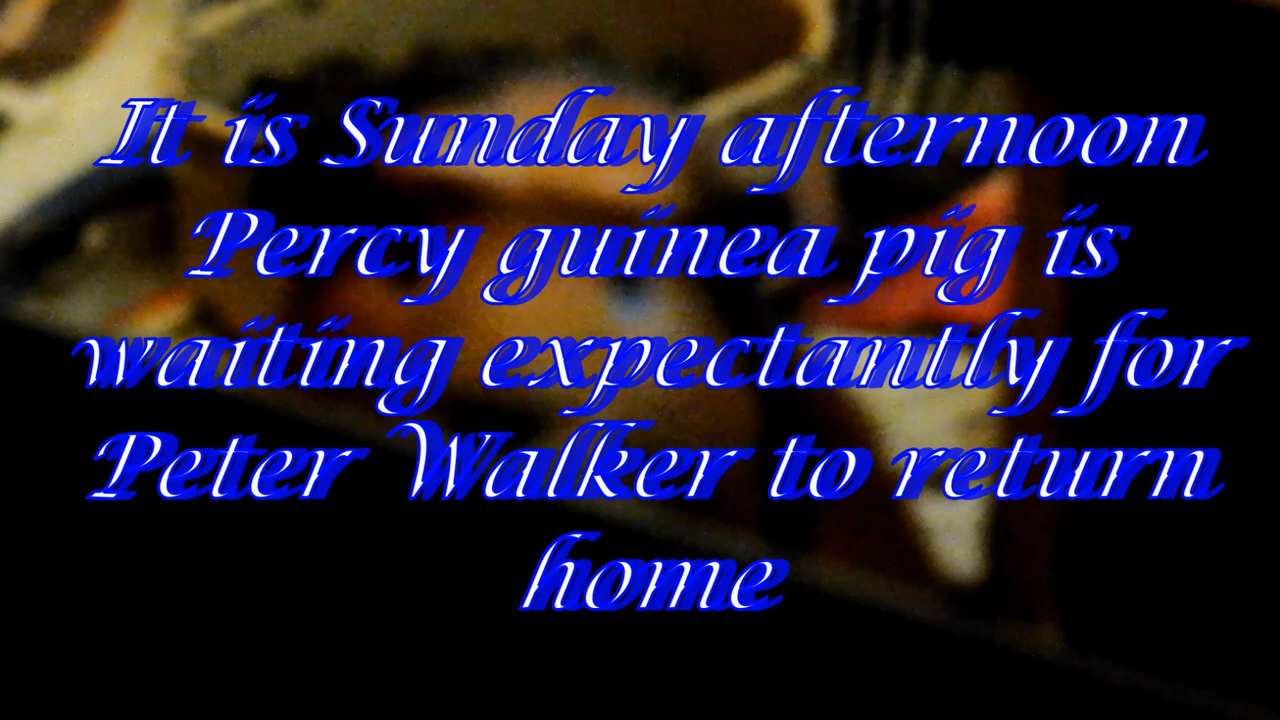 It is Sunday afternoon
Percy guinea pig is
waiting expectantly for
Peter Walker to return
home